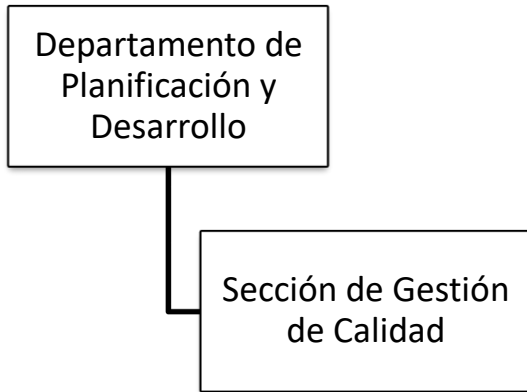 Departamento de
Planificación y
Desarrollo
Sección de Gestión
de Calidad